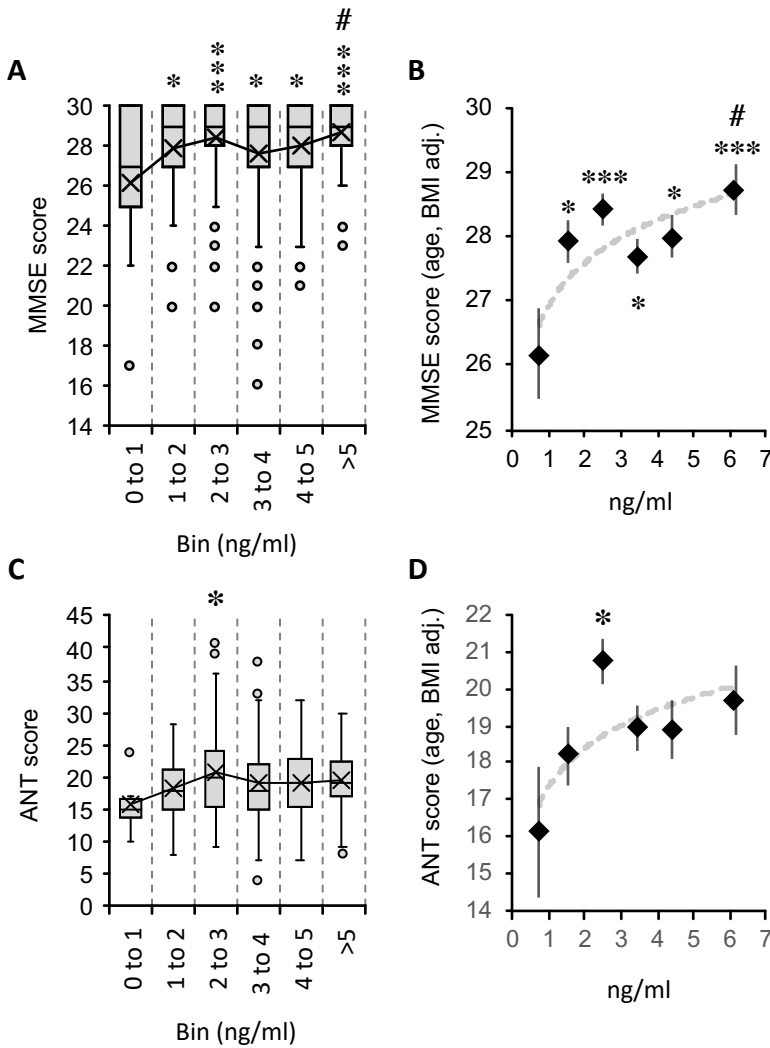 A
#
* *** * * ***
MMSE score
30
28
26
24
22
20
18
16
14
0 to 1
1 to 2
2 to 3
3 to 4
4 to 5
>5
Bin (ng/ml)
B
MMSE score (age, BMI adj.)
30
29
28
27
26
25
#
***
***
*
*
*
0 1 2 3 4 5 6 7
ng/ml
C
*
ANT score
45
40
35
30
25
20
15
10
5
0
0 to 1
1 to 2
2 to 3
3 to 4
4 to 5
>5
Bin (ng/ml)
D
ANT score (age, BMI adj.)
22
21
20
19
18
17
16
14
*
0 1 2 3 4 5 6 7
ng/ml